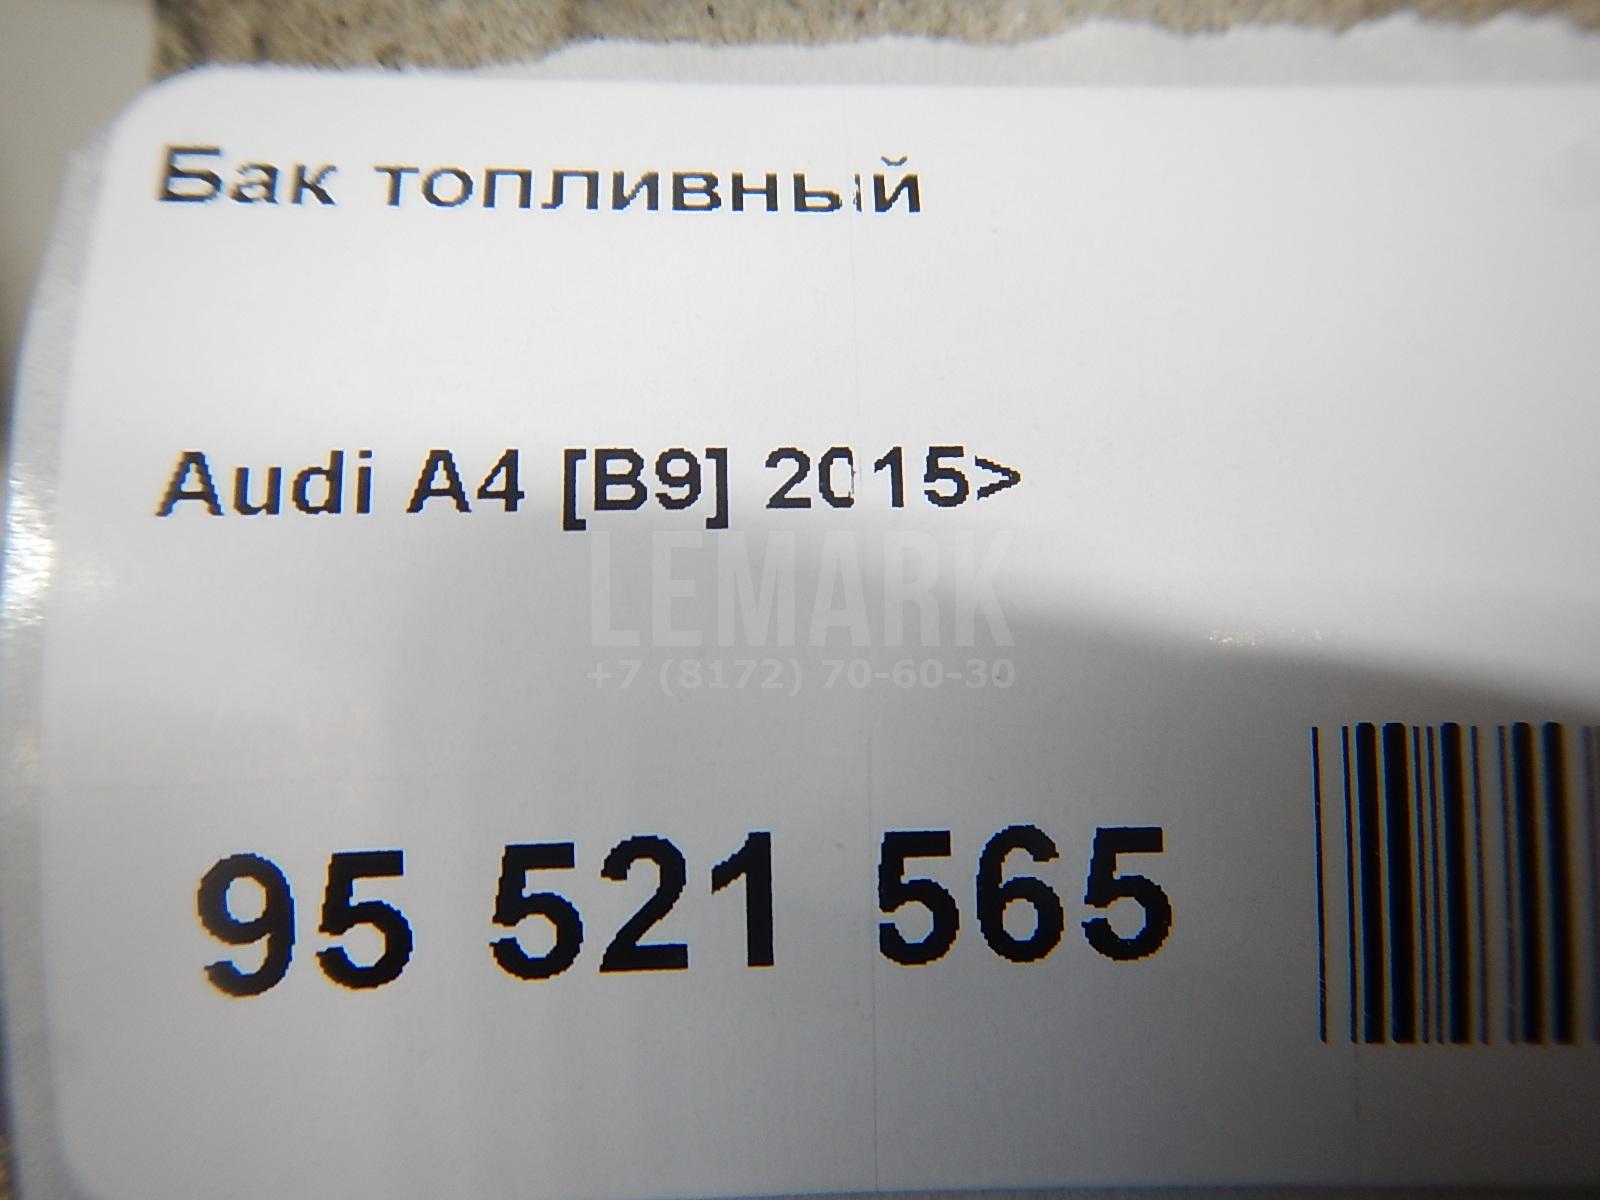 Бак топливный
Audi A4 [B9] 2015>
LEMARK
+7 (8172) 70-60-30
95 521 565